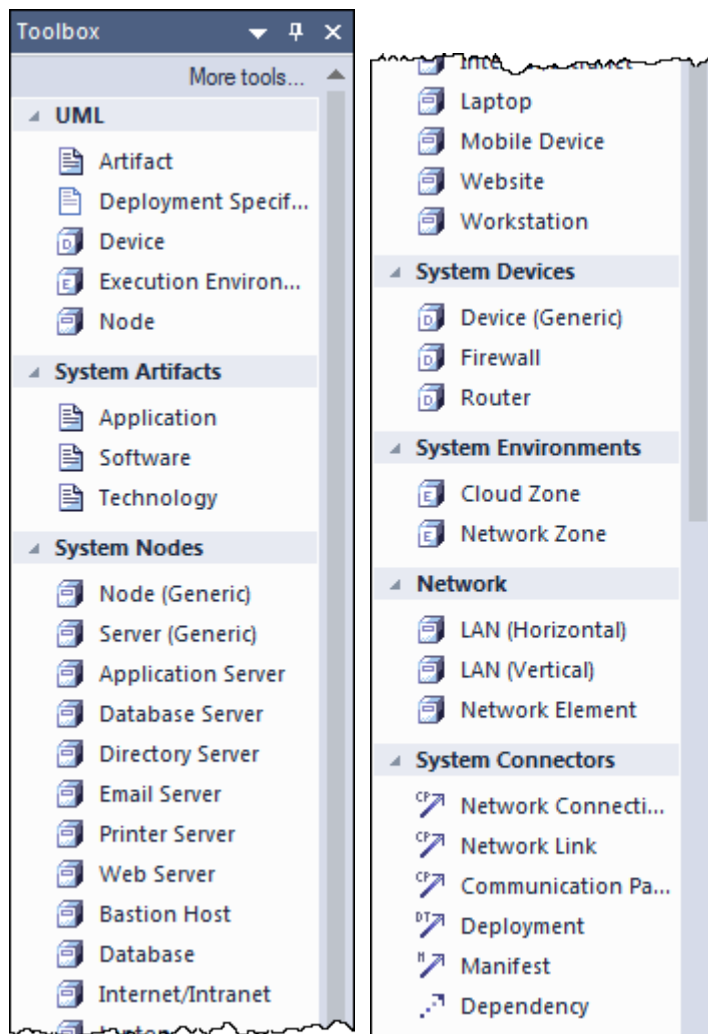 Toolbox
More tools...
UML
Artifact
Deployment Specif...
Device
Execution Environ...
Node
System Artifacts
Application
Software
Technology
System Nodes
Node (Generic)
Server (Generic)
Application Server
Database Server
Directory Server
Email Server
Printer Server
Web Server
Bastion Host
Database
Internet/Intranet
Laptop
Mobile Device
Website
Workstation
System Devices
Device (Generic)
Firewall
Router
System Environments
Cloud Zone
Network Zone
Network
LAN (Horizontal)
LAN (Vertical)
Network Element
System Connectors
Network Connecti...
Network Link
Communication Pa...
Deployment
Manifest
Dependency